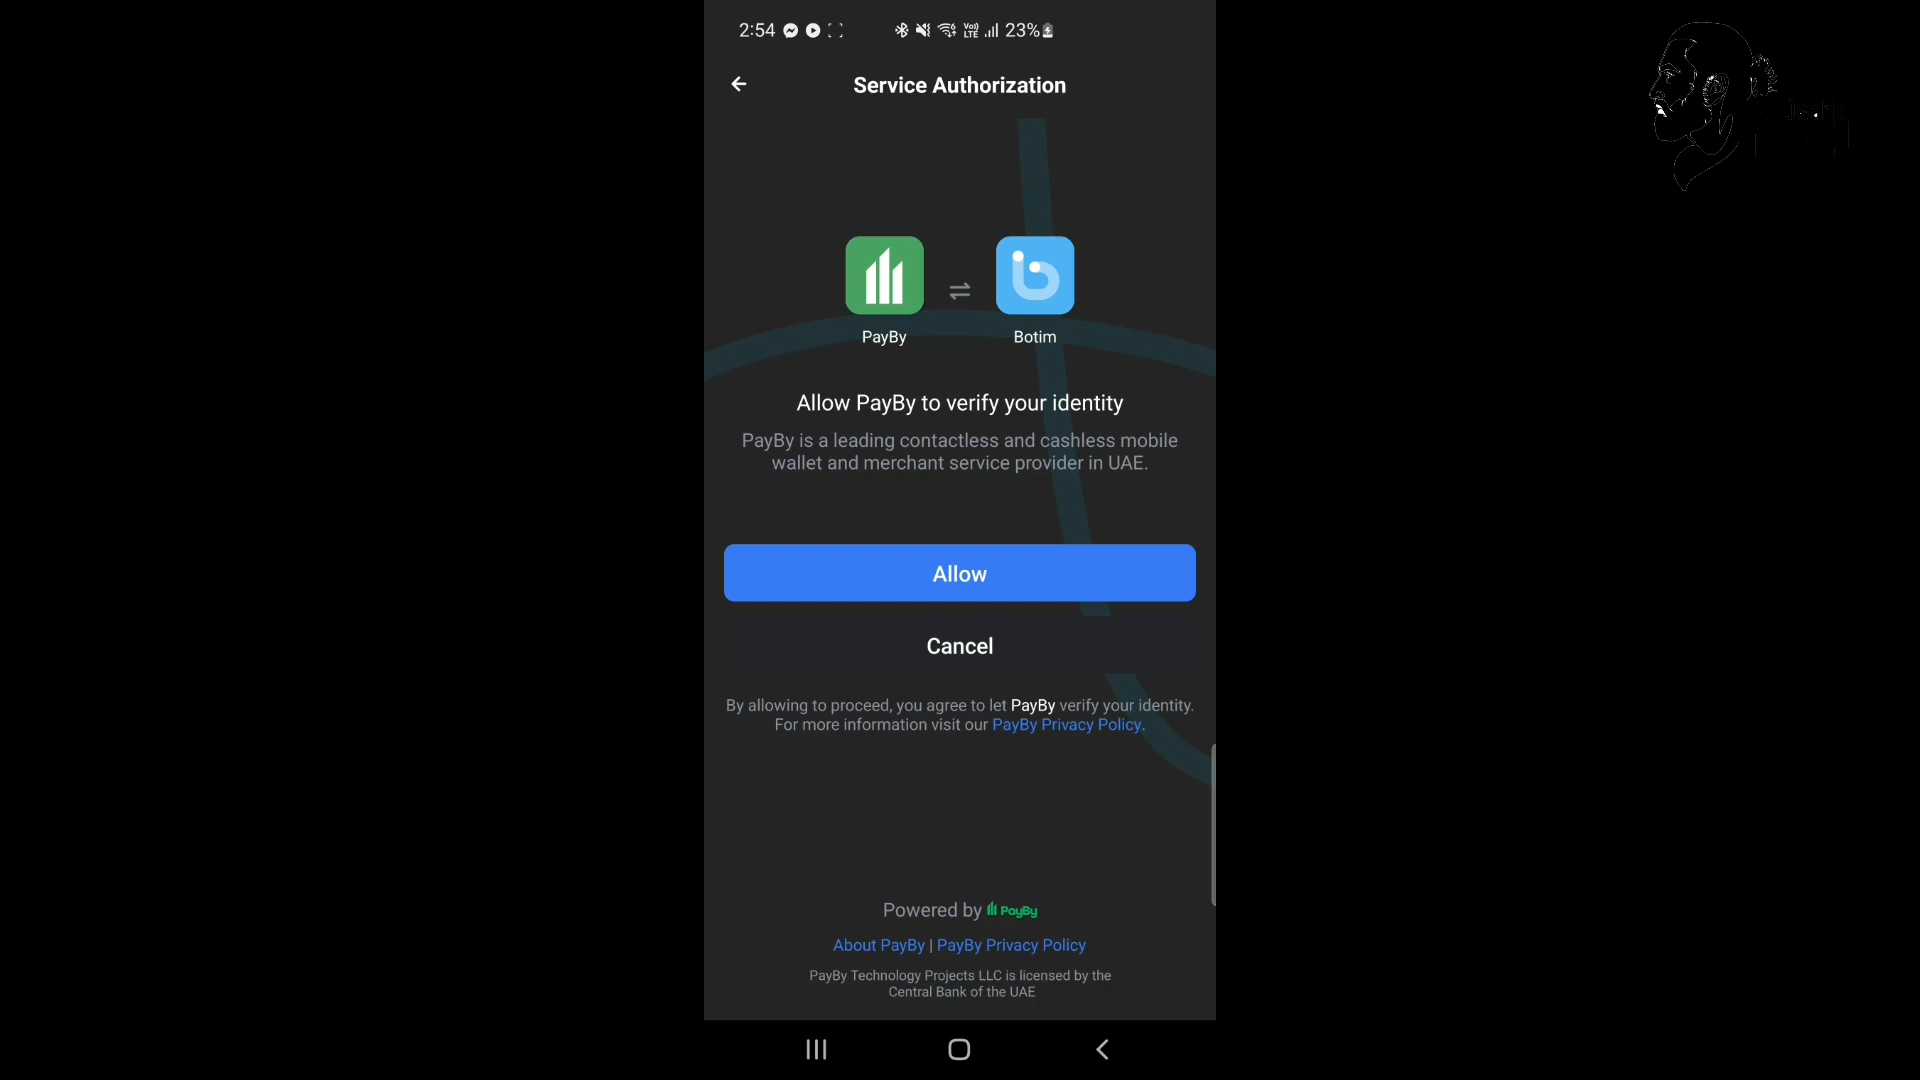 2:54
Vo))
LTE
23%
Service Authorization
PayBy
Botim
Allow PayBy to verify your identity
PayBy is a leading contactless and cashless mobile
wallet and merchant service provider in UAE.
Allow
Cancel
By allowing to proceed, you agree to let PayBy verify your identity.
For more information visit our PayBy Privacy Policy.
Powered by PayBy
About PayBy | PayBy Privacy Policy
PayBy Technology Projects LLC is licensed by the
Central Bank of the UAE